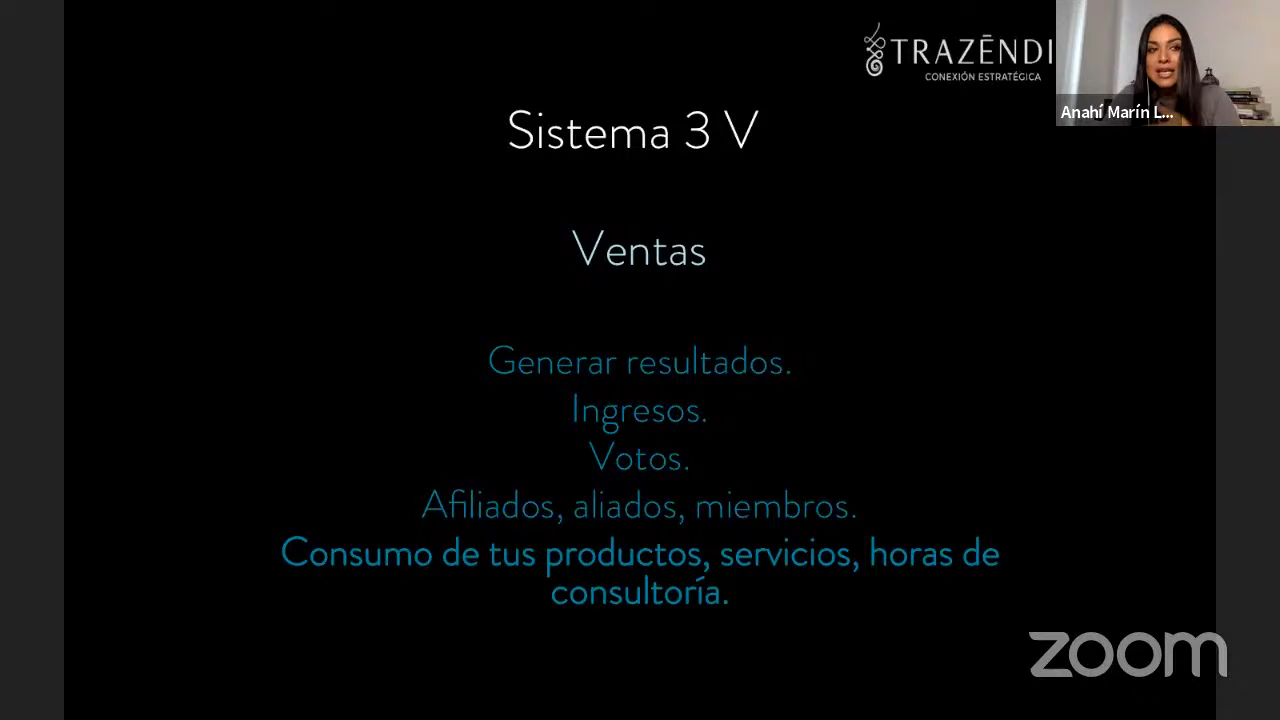 TRAZĒNDI
CONEXIÓN ESTRATÉGICA
Anahí Marín L...
Sistema 3 V
Ventas
Generar resultados.
Ingresos.
Votos.
Afiliados, aliados, miembros.
Consumo de tus productos, servicios, horas de
consultoría.
zoom